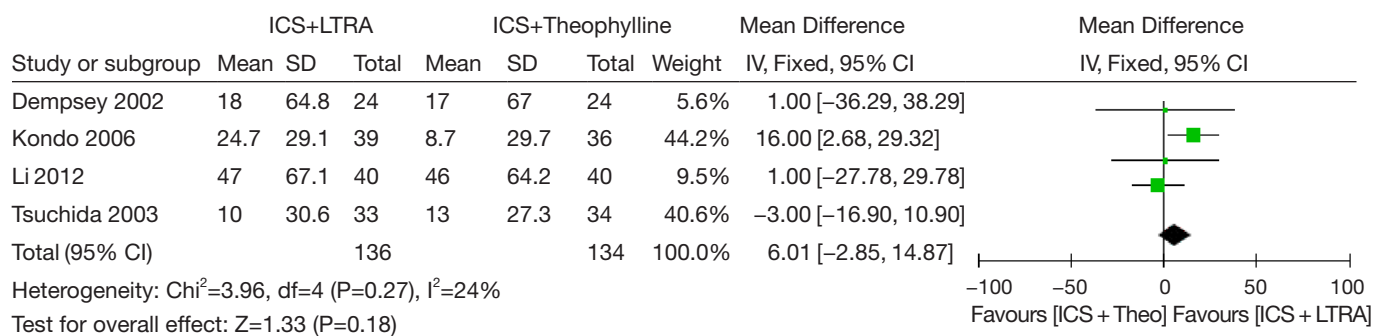 ICS+LTRA ICS+Theophylline Mean Difference Mean Difference
Study or subgroup Mean SD Total Mean SD Total Weight IV, Fixed, 95% CI IV, Fixed, 95% CI
Dempsey 2002 18 64.8 24 17 67 24 5.6% 1.00 [−36.29, 38.29]
Kondo 2006 24.7 29.1 39 8.7 29.7 36 44.2% 16.00 [2.68, 29.32]
Li 2012 47 67.1 40 46 64.2 40 9.5% 1.00 [−27.78, 29.78]
Tsuchida 2003 10 30.6 33 13 27.3 34 40.6% −3.00 [−16.90, 10.90]
Total (95% CI) 136 134 100.0% 6.01 [−2.85, 14.87]
Heterogeneity: Chi²=3.96, df=4 (P=0.27), I²=24%
Test for overall effect: Z=1.33 (P=0.18)
−100 −50 0 50 100
Favours [ICS + Theo] Favours [ICS + LTRA]